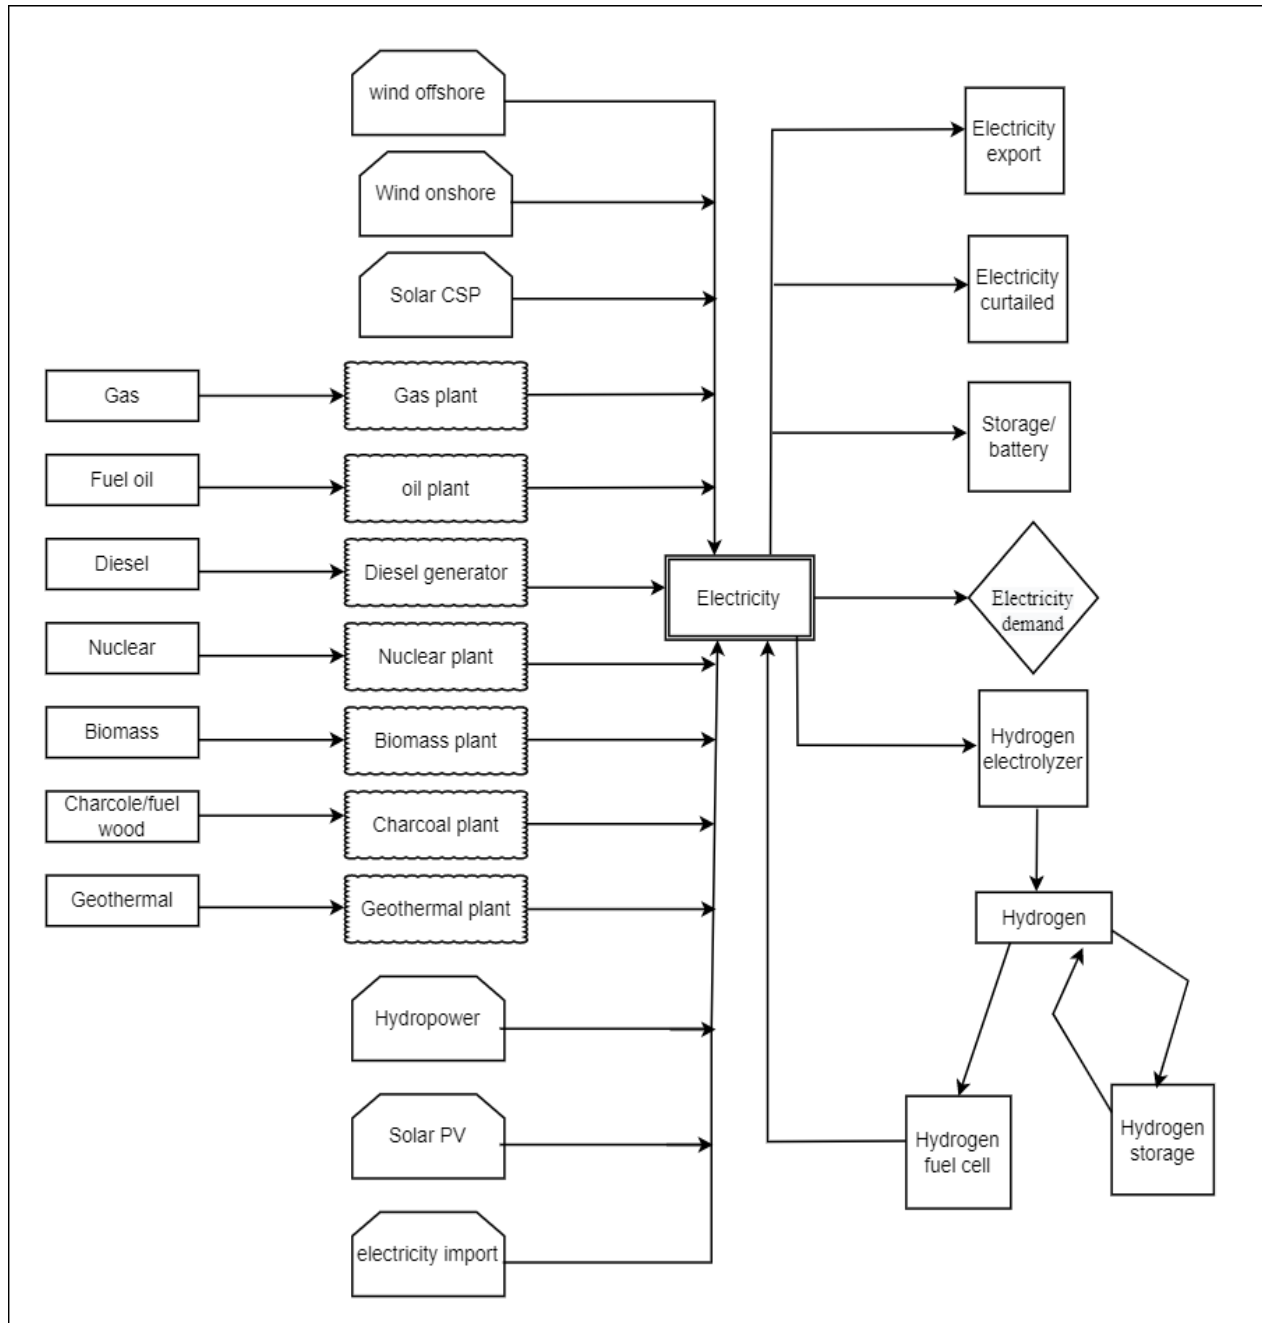 wind offshore
Wind onshore
Solar CSP
Gas
Gas plant
Fuel oil
oil plant
Diesel
Diesel generator
Nuclear
Nuclear plant
Biomass
Biomass plant
Charcole/fuel
wood
Charcoal plant
Geothermal
Geothermal plant
Hydropower
Solar PV
electricity import
Electricity
Electricity
export
Electricity
curtailed
Storage/
battery
Electricity
demand
Hydrogen
electrolyzer
Hydrogen
Hydrogen
fuel cell
Hydrogen
storage